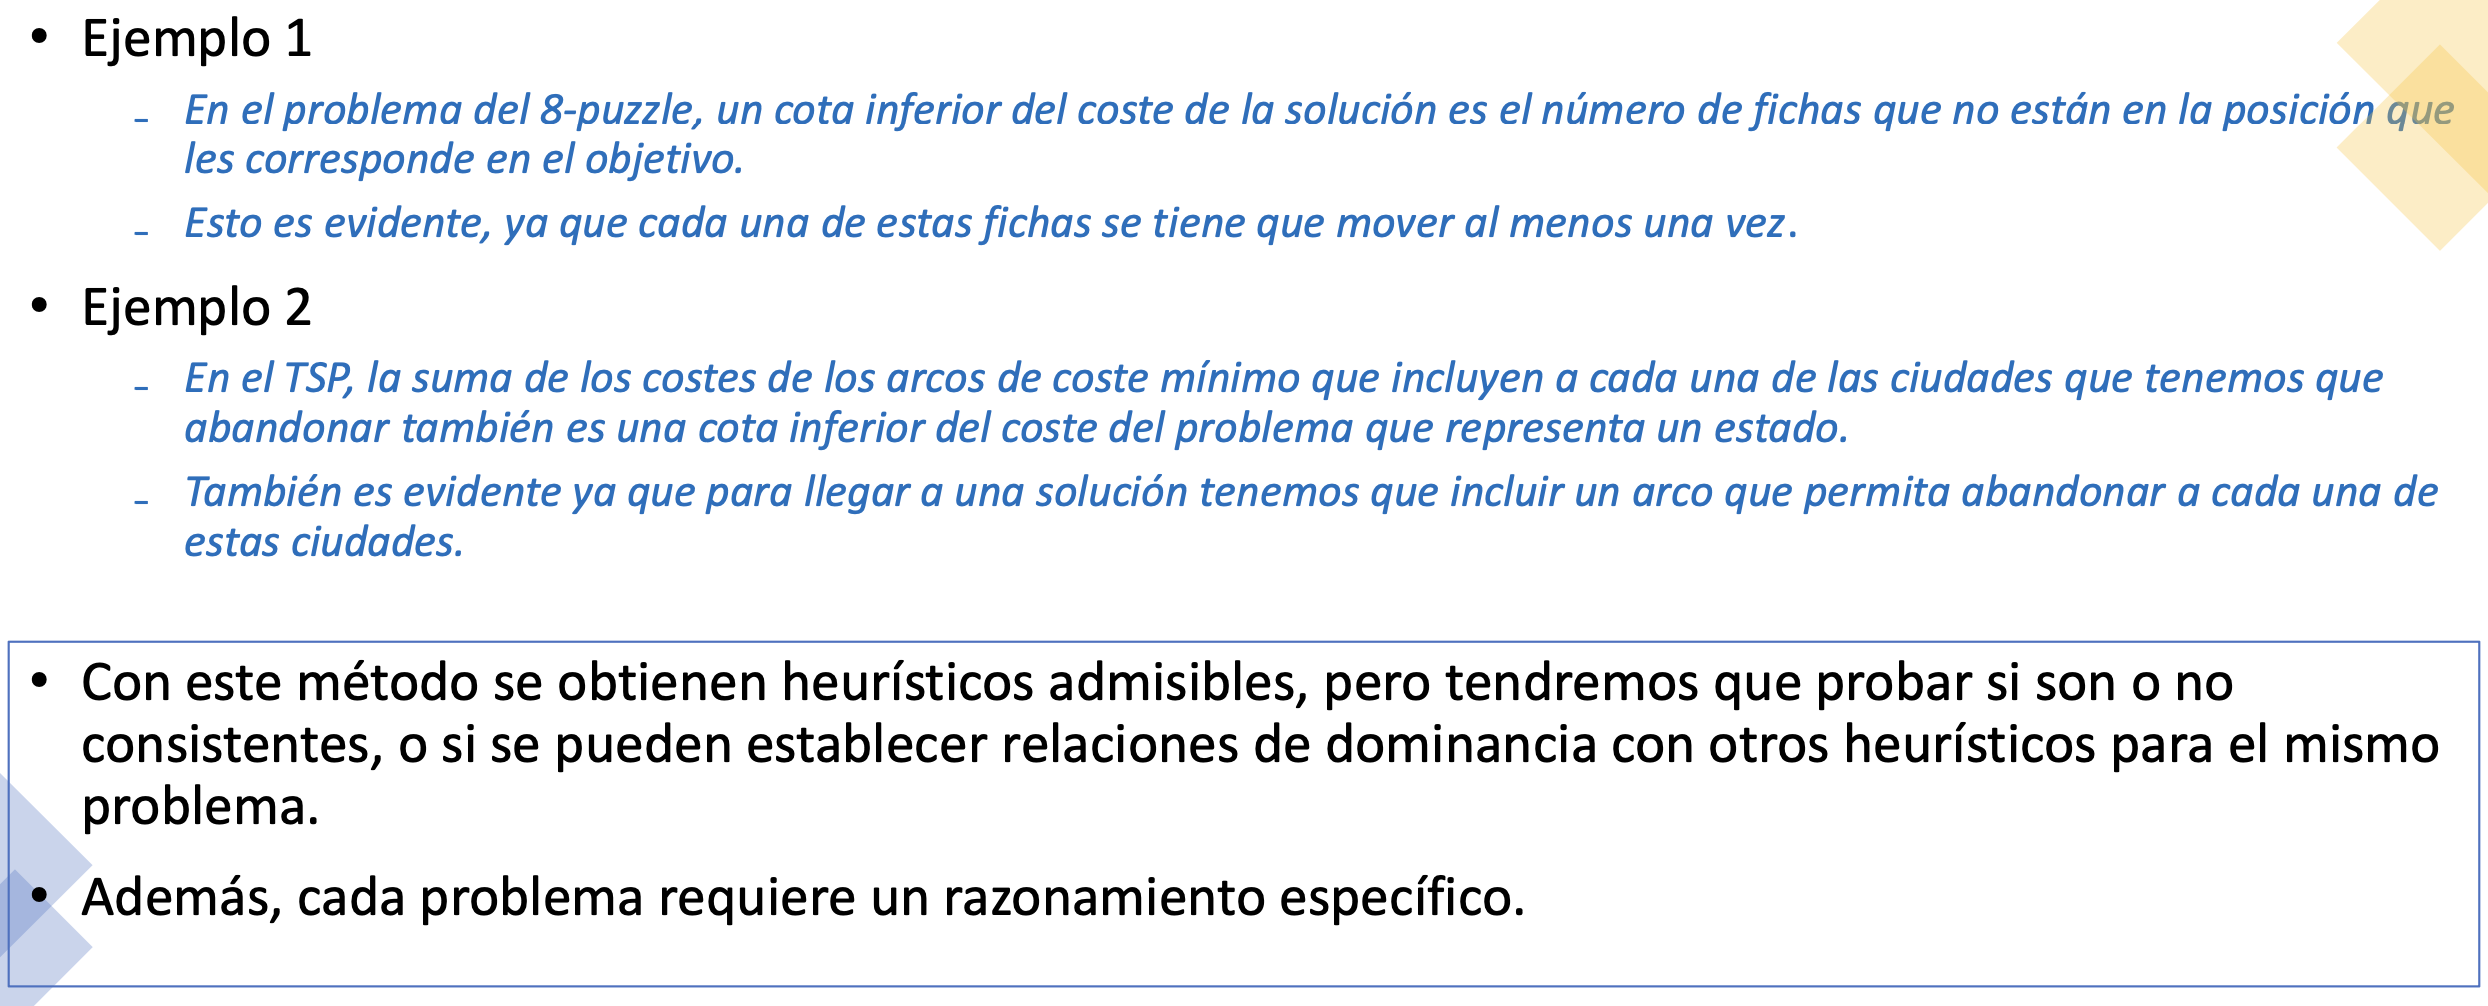 • Ejemplo 1
– En el problema del 8-puzzle, un cota inferior del coste de la solución es el número de fichas que no están en la posición que
les corresponde en el objetivo.
– Esto es evidente, ya que cada una de estas fichas se tiene que mover al menos una vez.
• Ejemplo 2
– En el TSP, la suma de los costes de los arcos de coste mínimo que incluyen a cada una de las ciudades que tenemos que
abandonar también es una cota inferior del coste del problema que representa un estado.
– También es evidente ya que para llegar a una solución tenemos que incluir un arco que permita abandonar a cada una de
estas ciudades.
• Con este método se obtienen heurísticos admisibles, pero tendremos que probar si son o no
consistentes, o si se pueden establecer relaciones de dominancia con otros heurísticos para el mismo
problema.
• Además, cada problema requiere un razonamiento específico.